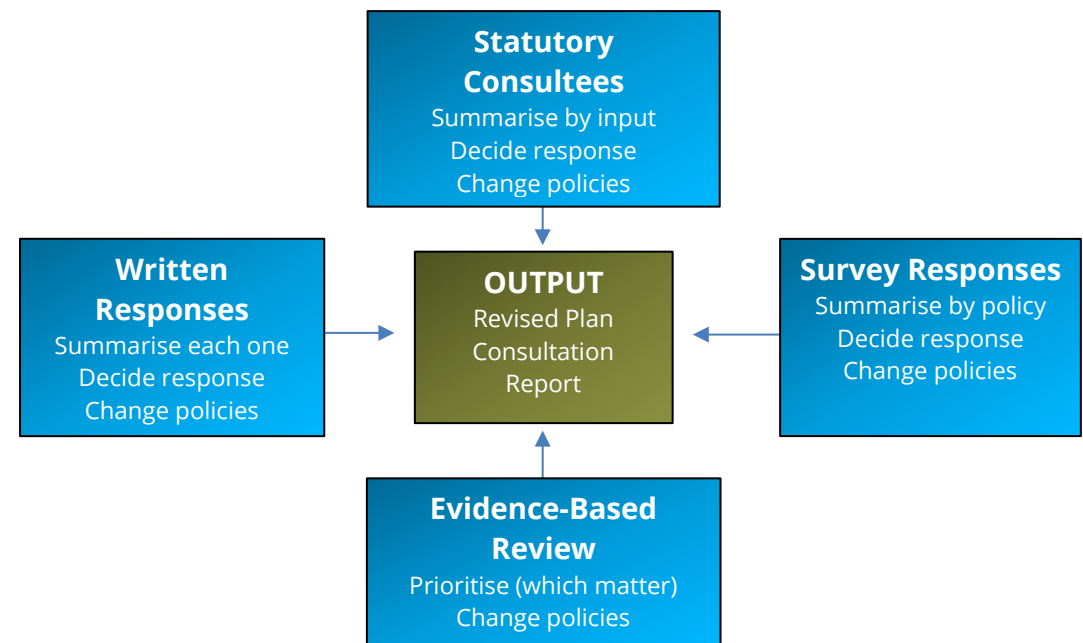 Statutory
Consultees
Summarise by input
Decide response
Change policies
Written
Responses
Summarise each one
Decide response
Change policies
OUTPUT
Revised Plan
Consultation
Report
Survey Responses
Summarise by policy
Decide response
Change policies
Evidence-Based
Review
Prioritise (which matter)
Change policies